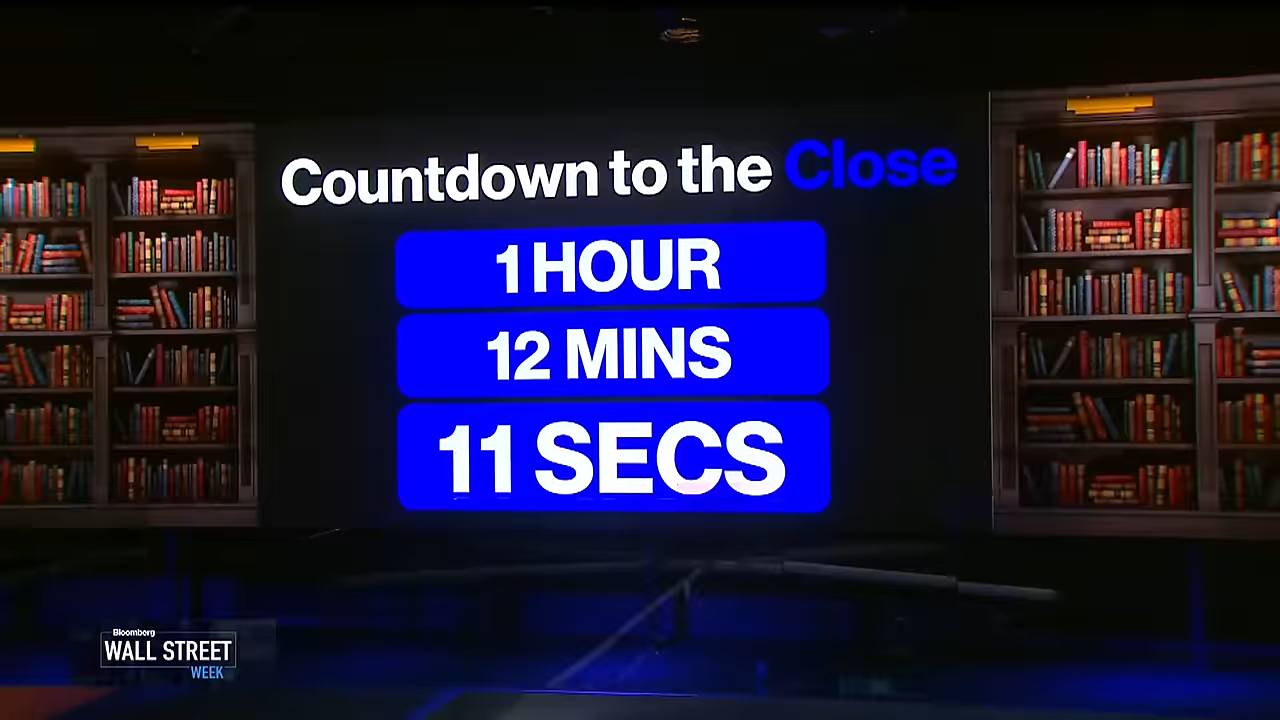 Countdown to the Close
1 HOUR
12 MINS
11 SECS
Bloomberg
WALL STREET
WEEK